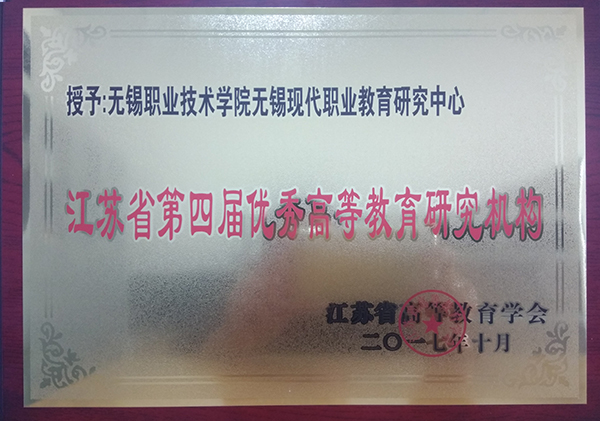 授予:无锡职业技术学院无锡现代职业教育研究中心
江苏省第四届优秀高等教育研究机构
江苏省高等教育学会
二〇一七年十月